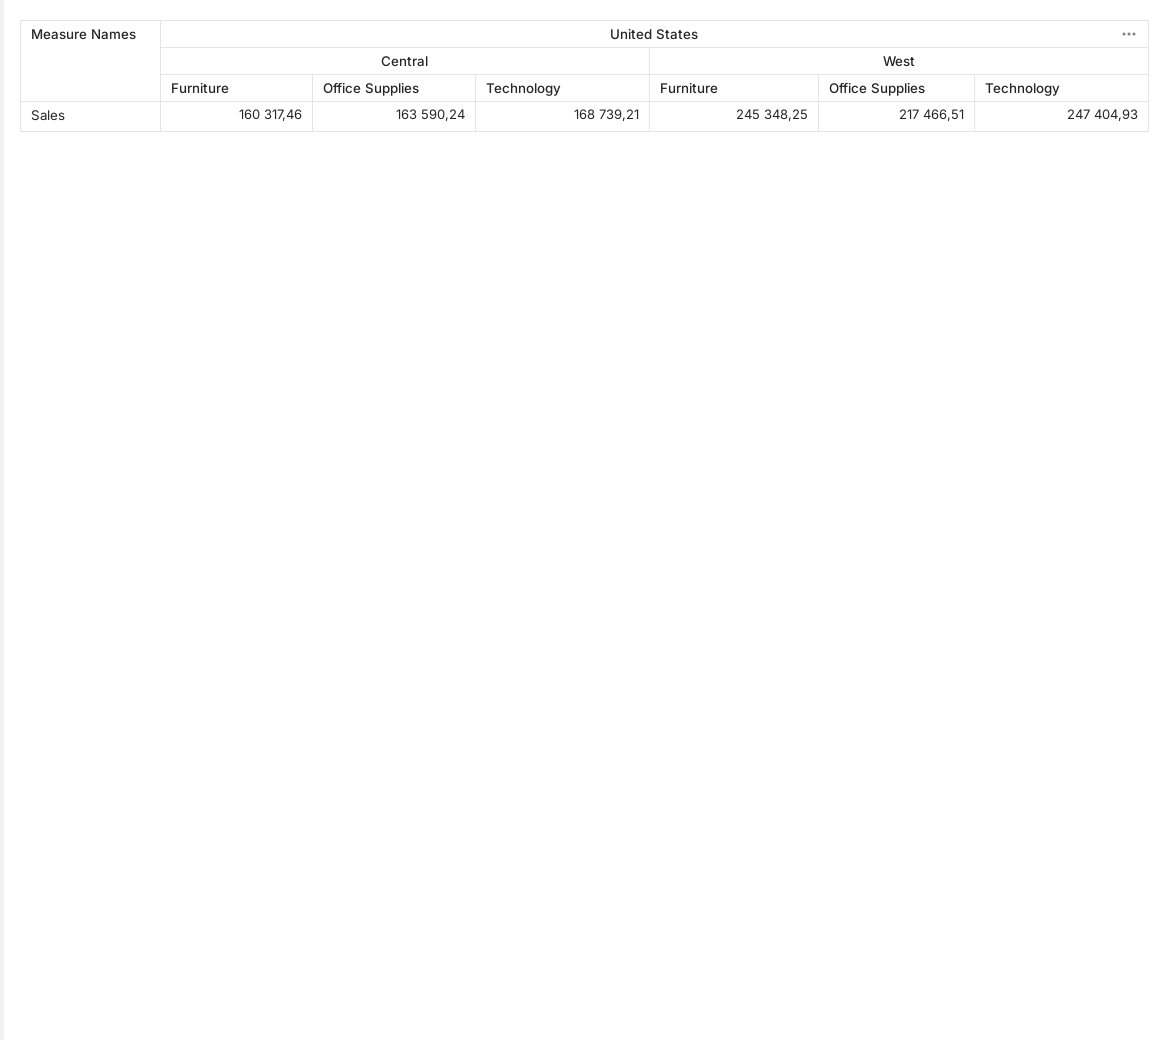 Measure Names United States
Central West
Furniture Office Supplies Technology Furniture Office Supplies Technology
Sales 160 317,46 163 590,24 168 739,21 245 348,25 217 466,51 247 404,93